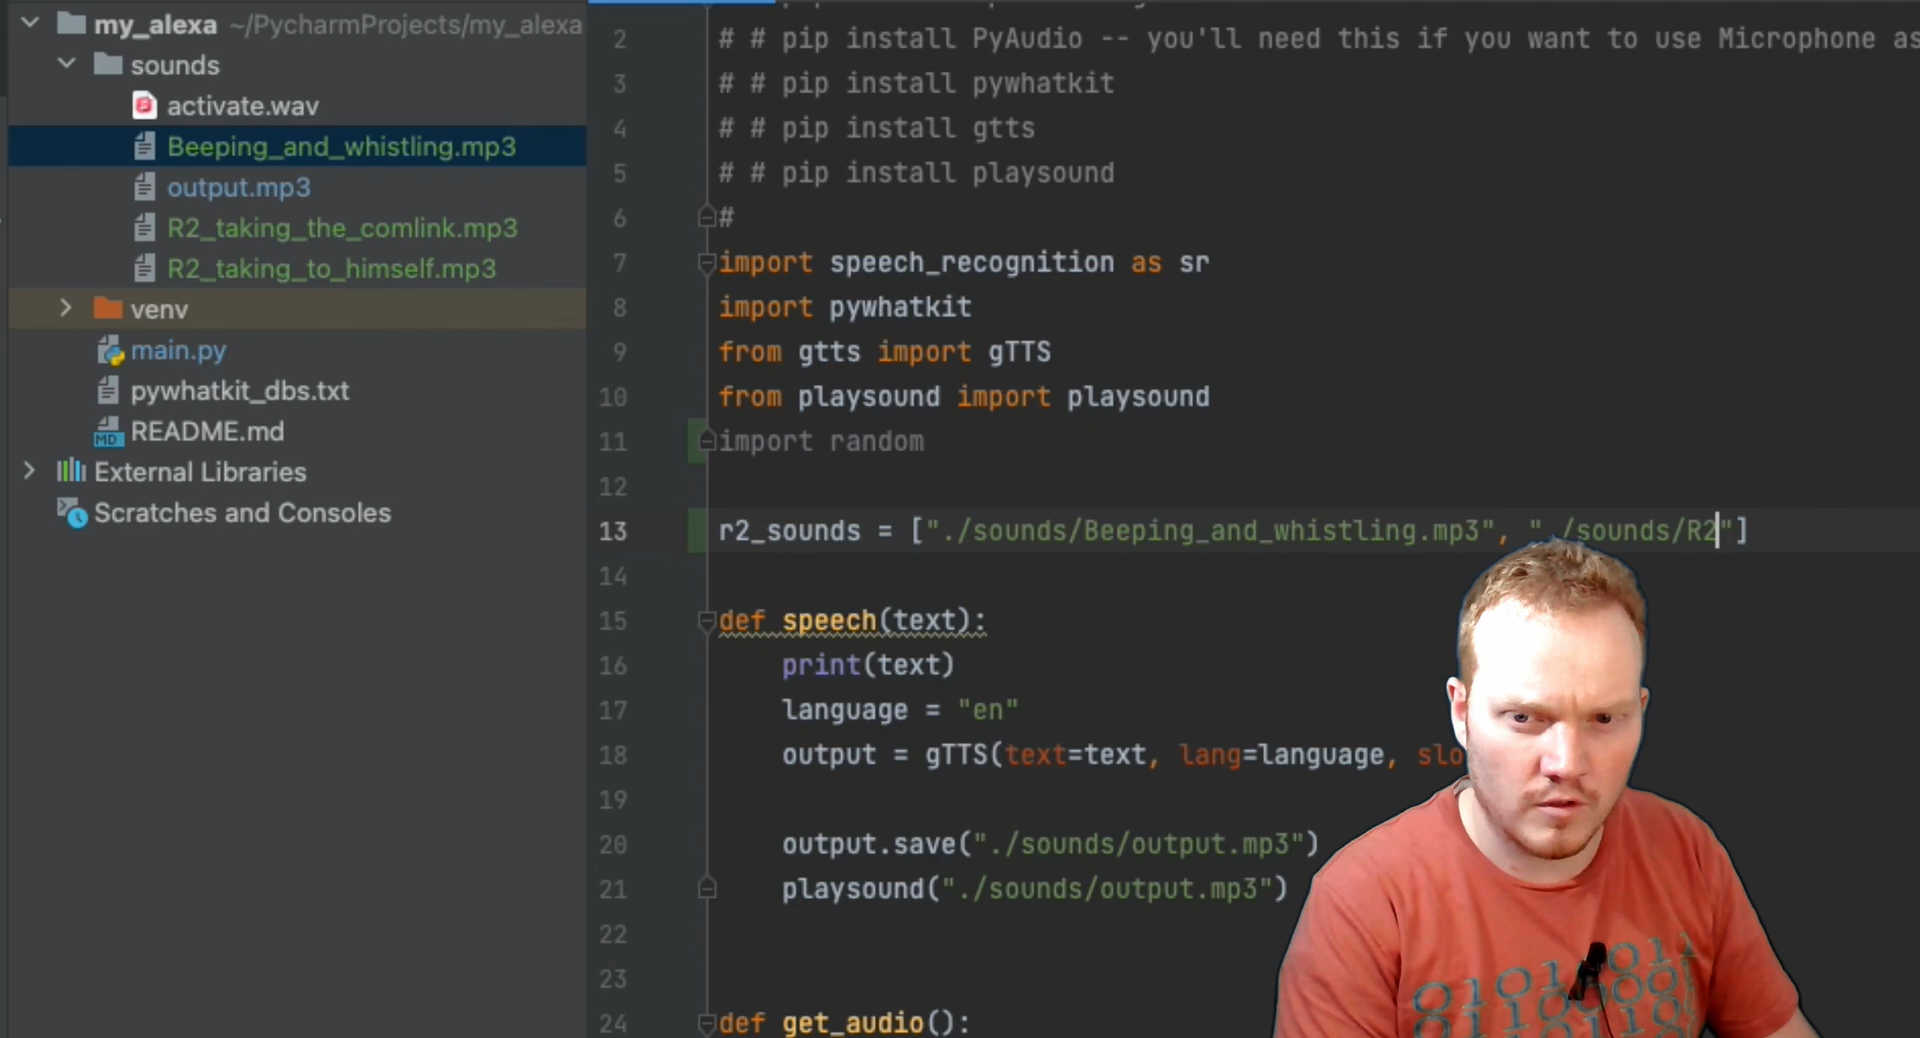 my_alexa ~/PycharmProjects/my_alexa
sounds
activate.wav
Beeping_and_whistling.mp3
output.mp3
R2_taking_the_comlink.mp3
R2_taking_to_himself.mp3
venv
main.py
pywhatkit_dbs.txt
MD README.md
External Libraries
Scratches and Consoles
2 # # pip install PyAudio -- you'll need this if you want to use Microphone as
3 # # pip install pywhatkit
4 # # pip install gtts
5 # # pip install playsound
6 #
7 import speech_recognition as sr
8 import pywhatkit
9 from gtts import gTTS
10 from playsound import playsound
11 import random
12
13 r2_sounds = ["./sounds/Beeping_and_whistling.mp3", "./sounds/R2"]
14
15 def speech(text):
16 print(text)
17 language = "en"
18 output = gTTS(text=text, lang=language, slo
19
20 output.save("./sounds/output.mp3")
21 playsound("./sounds/output.mp3")
22
23
24 def get_audio():